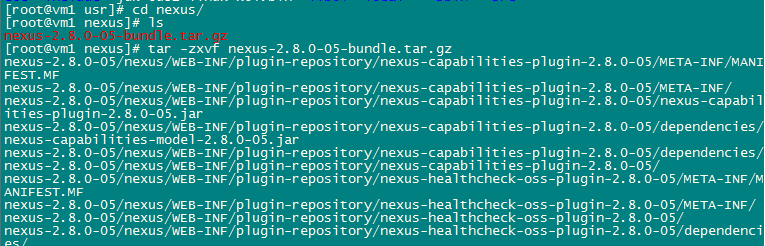 [root@vm1 usr]# cd nexus/
[root@vm1 nexus]# ls
nexus-2.8.0-05-bundle.tar.gz
[root@vm1 nexus]# tar -zxvf nexus-2.8.0-05-bundle.tar.gz
nexus-2.8.0-05/nexus/WEB-INF/plugin-repository/nexus-capabilities-plugin-2.8.0-05/META-INF/MANI
FEST.MF
nexus-2.8.0-05/nexus/WEB-INF/plugin-repository/nexus-capabilities-plugin-2.8.0-05/META-INF/
nexus-2.8.0-05/nexus/WEB-INF/plugin-repository/nexus-capabilities-plugin-2.8.0-05/nexus-capabil
ities-plugin-2.8.0-05.jar
nexus-2.8.0-05/nexus/WEB-INF/plugin-repository/nexus-capabilities-plugin-2.8.0-05/dependencies/
nexus-capabilities-model-2.8.0-05.jar
nexus-2.8.0-05/nexus/WEB-INF/plugin-repository/nexus-capabilities-plugin-2.8.0-05/dependencies/
nexus-2.8.0-05/nexus/WEB-INF/plugin-repository/nexus-capabilities-plugin-2.8.0-05/
nexus-2.8.0-05/nexus/WEB-INF/plugin-repository/nexus-healthcheck-oss-plugin-2.8.0-05/META-INF/M
ANIFEST.MF
nexus-2.8.0-05/nexus/WEB-INF/plugin-repository/nexus-healthcheck-oss-plugin-2.8.0-05/META-INF/
nexus-2.8.0-05/nexus/WEB-INF/plugin-repository/nexus-healthcheck-oss-plugin-2.8.0-05/
nexus-2.8.0-05/nexus/WEB-INF/plugin-repository/nexus-healthcheck-oss-plugin-2.8.0-05/dependenci
es/